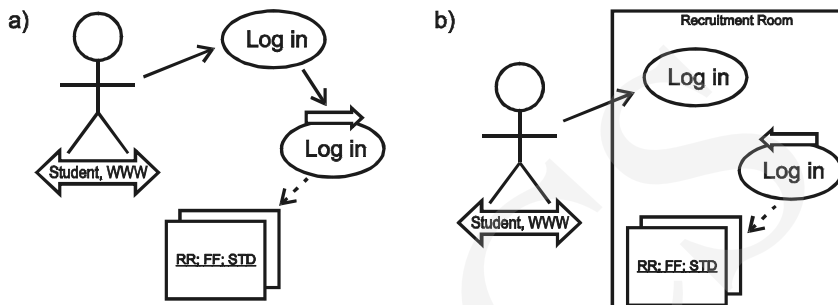 a)
Log in
Log in
Student, WWW
RR; FF; STD
b)
Recruitment Room
Log in
Log in
Student, WWW
RR; FF; STD